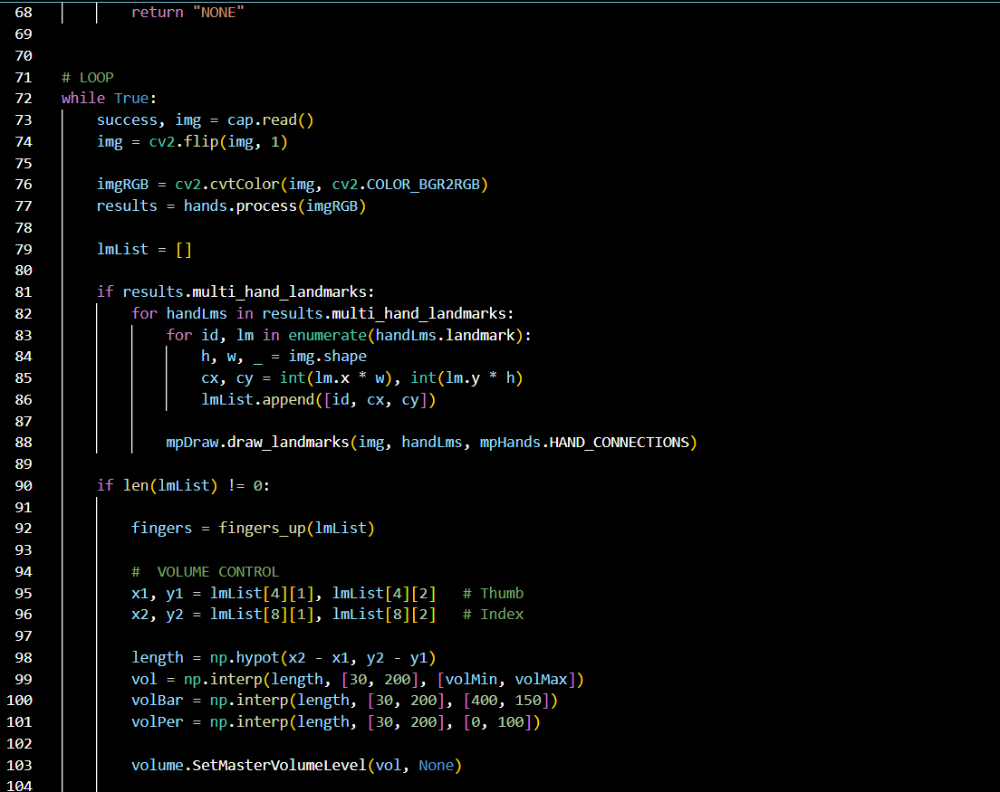 68 return "NONE"
69
70
71 # LOOP
72 while True:
73 success, img = cap.read()
74 img = cv2.flip(img, 1)
75
76 imgRGB = cv2.cvtColor(img, cv2.COLOR_BGR2RGB)
77 results = hands.process(imgRGB)
78
79 lmList = []
80
81 if results.multi_hand_landmarks:
82 for handLms in results.multi_hand_landmarks:
83 for id, lm in enumerate(handLms.landmark):
84 h, w, _ = img.shape
85 cx, cy = int(lm.x * w), int(lm.y * h)
86 lmList.append([id, cx, cy])
87
88 mpDraw.draw_landmarks(img, handLms, mpHands.HAND_CONNECTIONS)
89
90 if len(lmList) != 0:
91
92 fingers = fingers_up(lmList)
93
94 # VOLUME CONTROL
95 x1, y1 = lmList[4][1], lmList[4][2] # Thumb
96 x2, y2 = lmList[8][1], lmList[8][2] # Index
97
98 length = np.hypot(x2 - x1, y2 - y1)
99 vol = np.interp(length, [30, 200], [volMin, volMax])
100 volBar = np.interp(length, [30, 200], [400, 150])
101 volPer = np.interp(length, [30, 200], [0, 100])
102
103 volume.SetMasterVolumeLevel(vol, None)
104